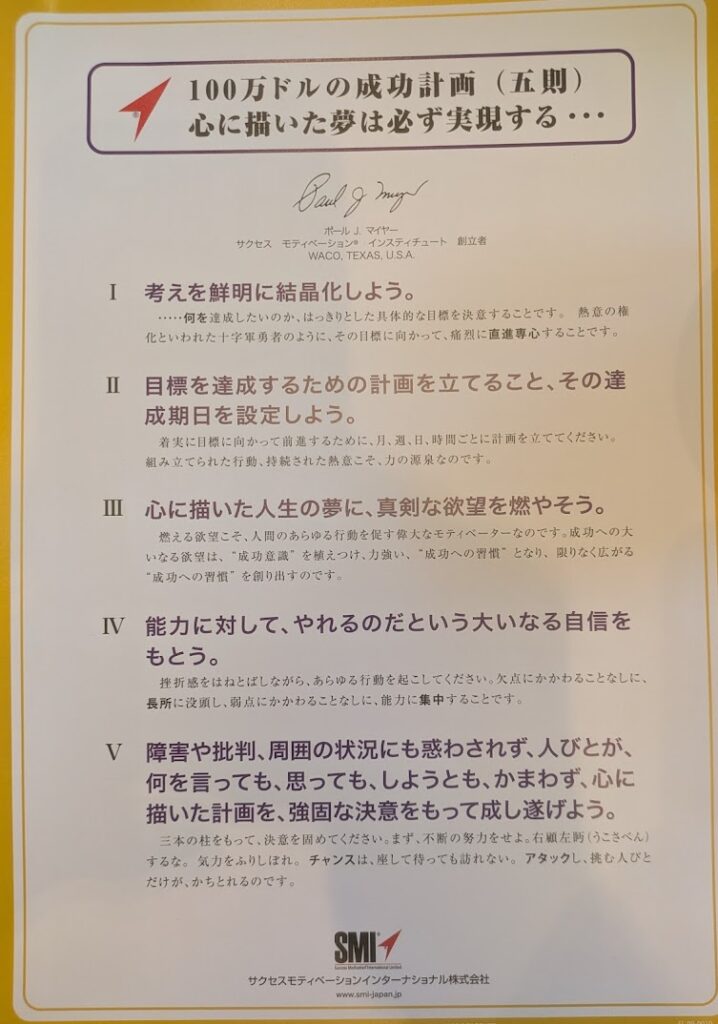 100万ドルの成功計画（五則）
心に描いた夢は必ず実現する・・・
Paul J Meyer
ポール J. マイヤー
サクセス モティベーション® インスティチュート 創立者
WACO, TEXAS, U.S.A.
Ⅰ 考えを鮮明に結晶化しよう。
・・・・・何を達成したいのか、はっきりとした具体的な目標を決意することです。 熱意の権
化といわれた十字軍勇者のように、その目標に向かって、痛烈に直進専心することです。
Ⅱ 目標を達成するための計画を立てること、その達
成期日を設定しよう。
着実に目標に向かって前進するために、月、週、日、時間ごとに計画を立ててください。
組み立てられた行動、持続された熱意こそ、力の源泉なのです。
Ⅲ 心に描いた人生の夢に、真剣な欲望を燃やそう。
燃える欲望こそ、人間のあらゆる行動を促す偉大なモティベーターなのです。成功への大
いなる欲望は、“成功意識”を植えつけ、力強い、“成功への習慣”となり、限りなく広がる
“成功への習慣”を創り出すのです。
Ⅳ 能力に対して、やれるのだという大いなる自信を
もとう。
挫折感をはねとばしながら、あらゆる行動を起こしてください。欠点にかかわることなしに、
長所に没頭し、弱点にかかわることなしに、能力に集中することです。
Ⅴ 障害や批判、周囲の状況にも惑わされず、人びとが、
何を言っても、思っても、しようとも、かまわず、心に
描いた計画を、強固な決意をもって成し遂げよう。
三本の柱をもって、決意を固めてください。まず、不断の努力をせよ。右顧左眄(うこさべん)
するな。 気力をふりしぼれ。 チャンスは、座して待っても訪れない。 アタックし、挑む人びと
だけが、かちとれるのです。
SMI®
Success Motivation® International Limited
サクセスモティベーションインターナショナル株式会社
www.smi-japan.jp